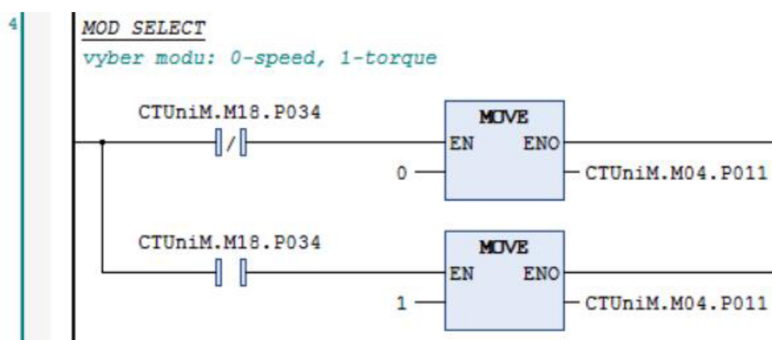 4
MOD SELECT
vyber modu: 0-speed, 1-torque
CTUniM.M18.P034
/
MOVE
EN ENO
0
CTUniM.M04.P011
CTUniM.M18.P034
MOVE
EN ENO
1
CTUniM.M04.P011